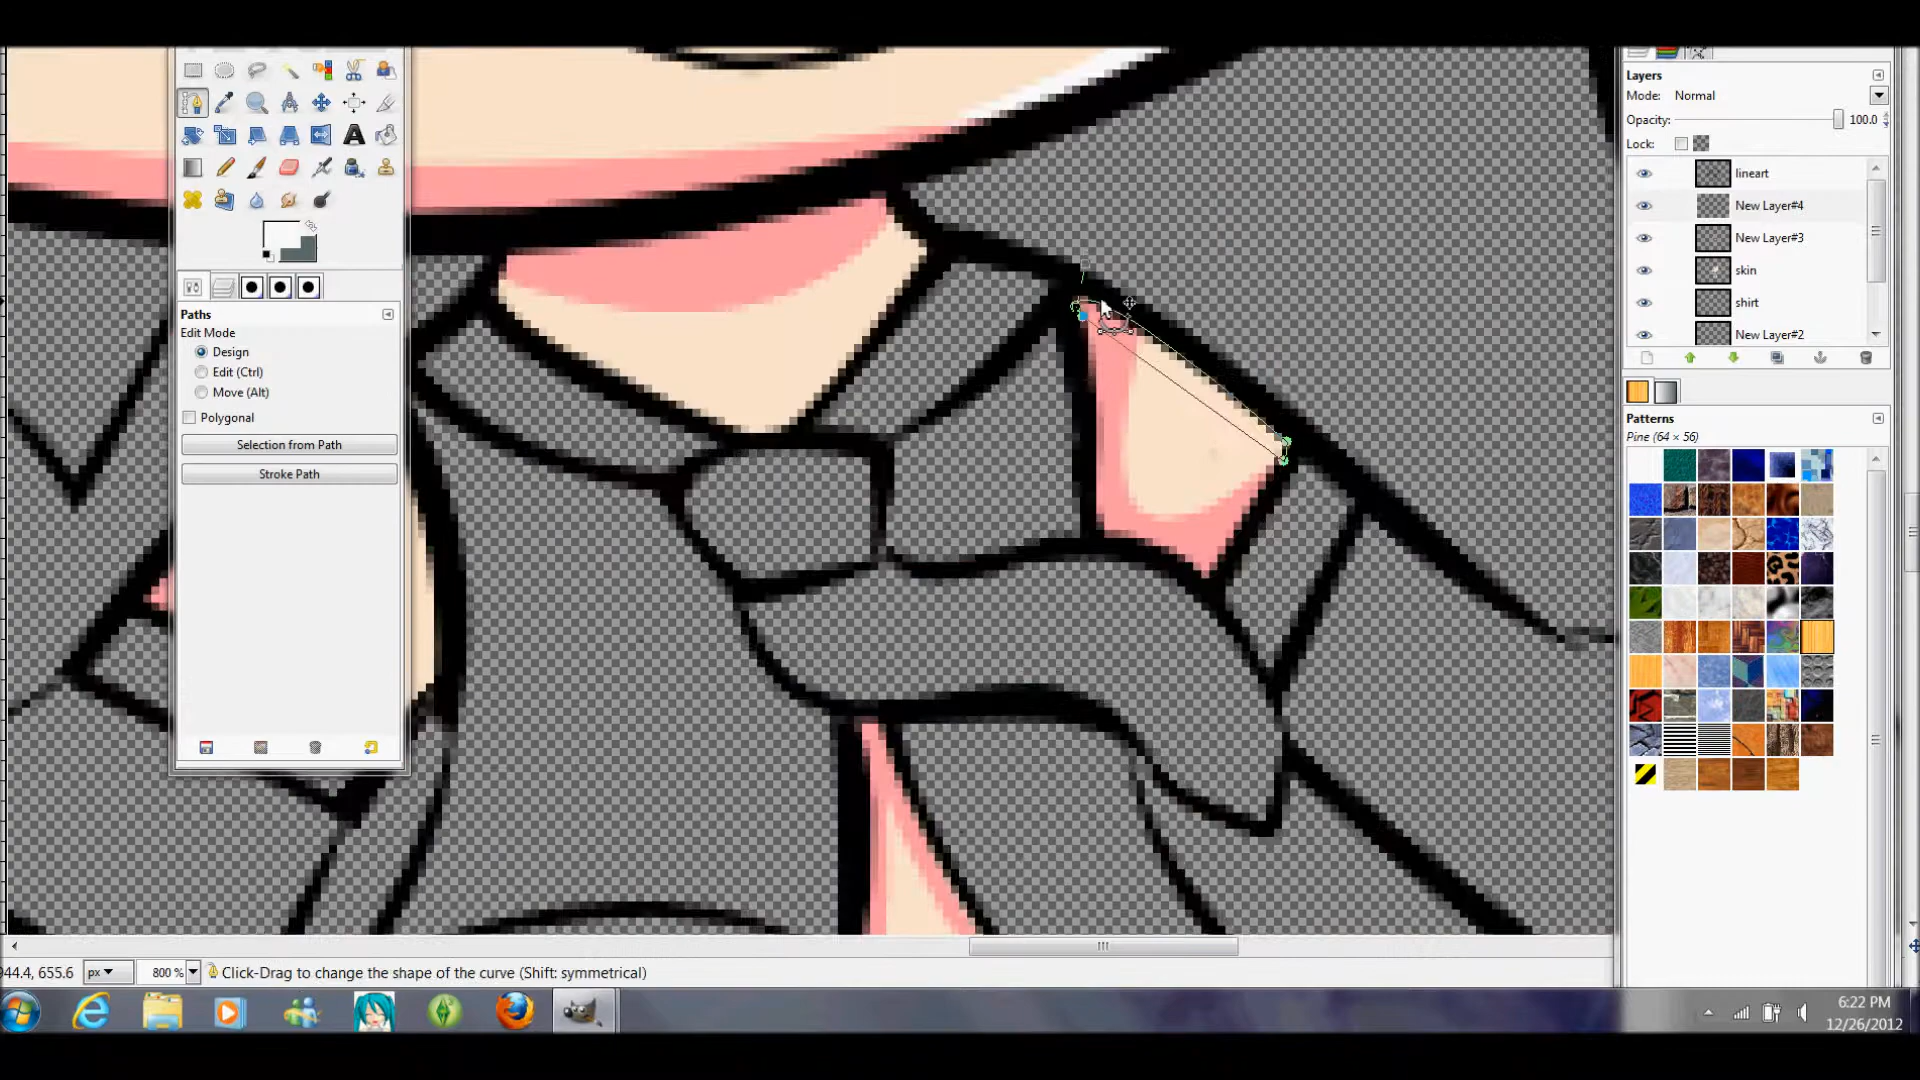 Layers
Mode: Normal
Opacity: 100.0
Lock:
lineart
New Layer#4
New Layer#3
skin
shirt
New Layer#2
Paths
Edit Mode
Design
Edit (Ctrl)
Move (Alt)
Polygonal
Selection from Path
Stroke Path
Patterns
Pine (64 × 56)
944.4, 655.6 px 800 % Click-Drag to change the shape of the curve (Shift: symmetrical)
6:22 PM
12/26/2012